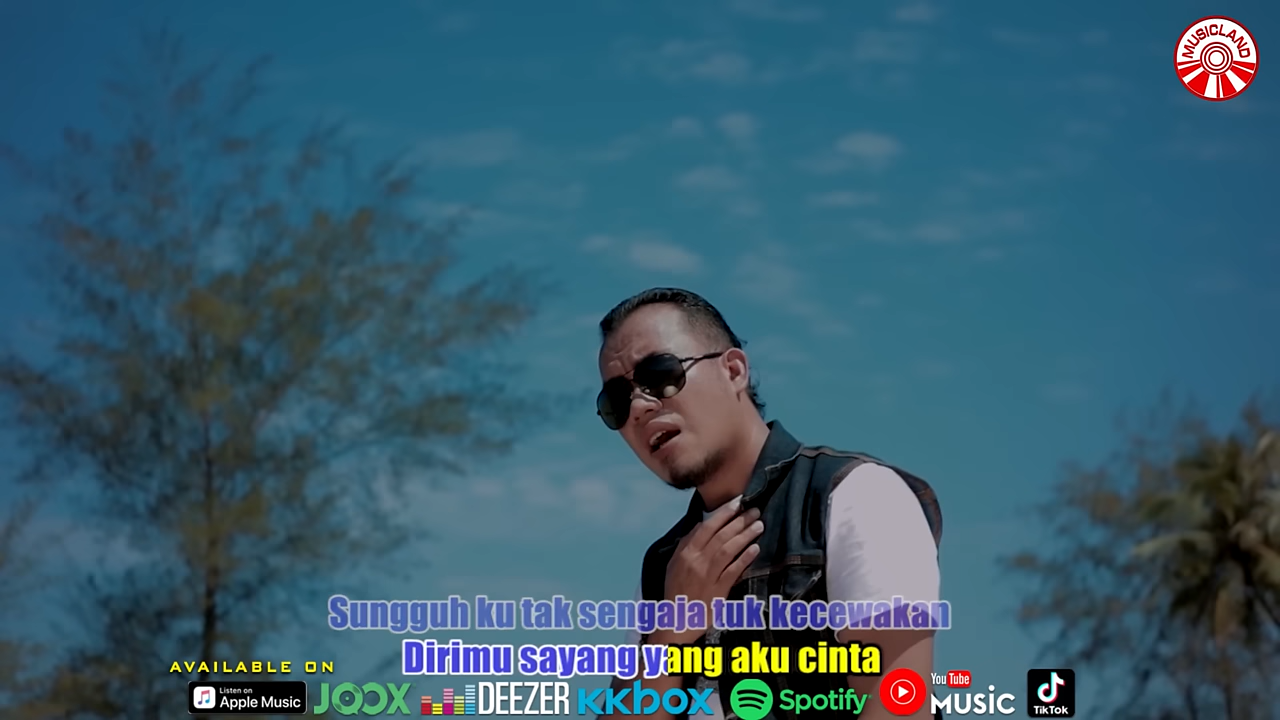 MUSICLAND
Sungguh ku tak sengaja tuk kecewakan
Dirimu sayang yang aku cinta
AVAILABLE ON
Listen on
Apple Music
JOOX
DEEZER
KKBOX
Spotify
YouTube
MUSIC
TikTok